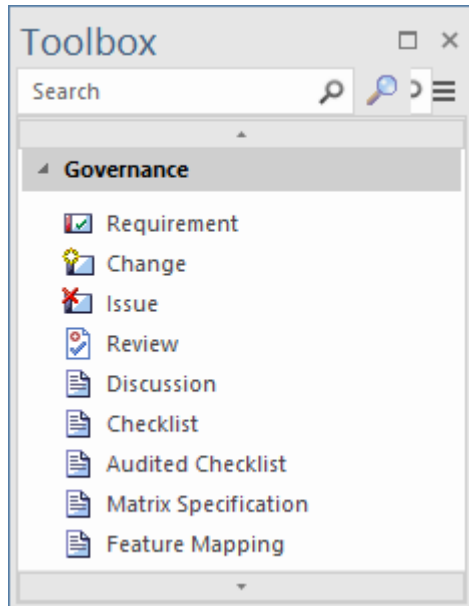 Toolbox
Search
Governance
Requirement
Change
Issue
Review
Discussion
Checklist
Audited Checklist
Matrix Specification
Feature Mapping